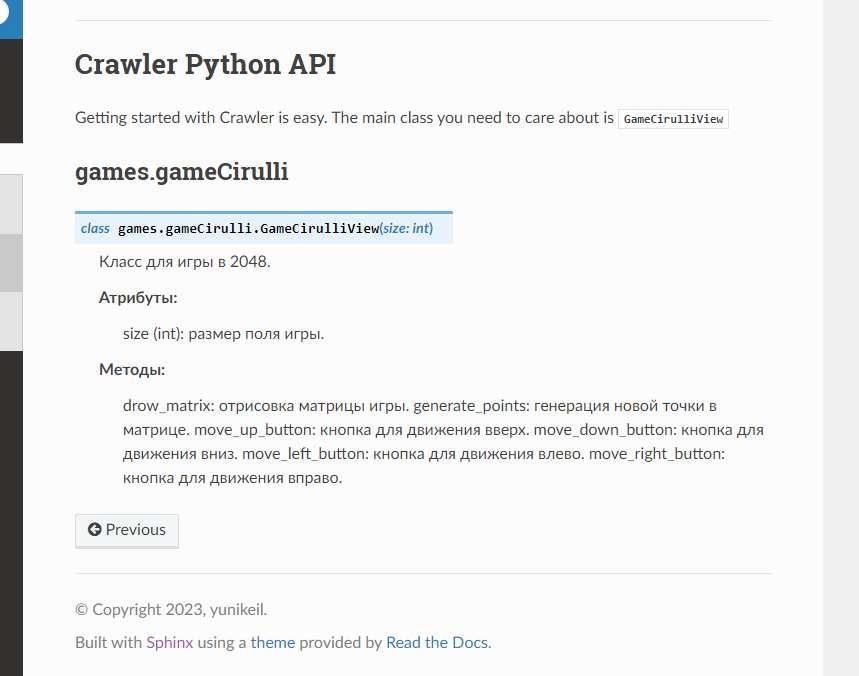 Crawler Python API
Getting started with Crawler is easy. The main class you need to care about is GameCirulliView
games.gameCirulli
class games.gameCirulli.GameCirulliView(size: int)
Класс для игры в 2048.
Атрибуты:
size (int): размер поля игры.
Методы:
drow_matrix: отрисовка матрицы игры. generate_points: генерация новой точки в
матрице. move_up_button: кнопка для движения вверх. move_down_button: кнопка для
движения вниз. move_left_button: кнопка для движения влево. move_right_button:
кнопка для движения вправо.
Previous
© Copyright 2023, yunikeil.
Built with Sphinx using a theme provided by Read the Docs.